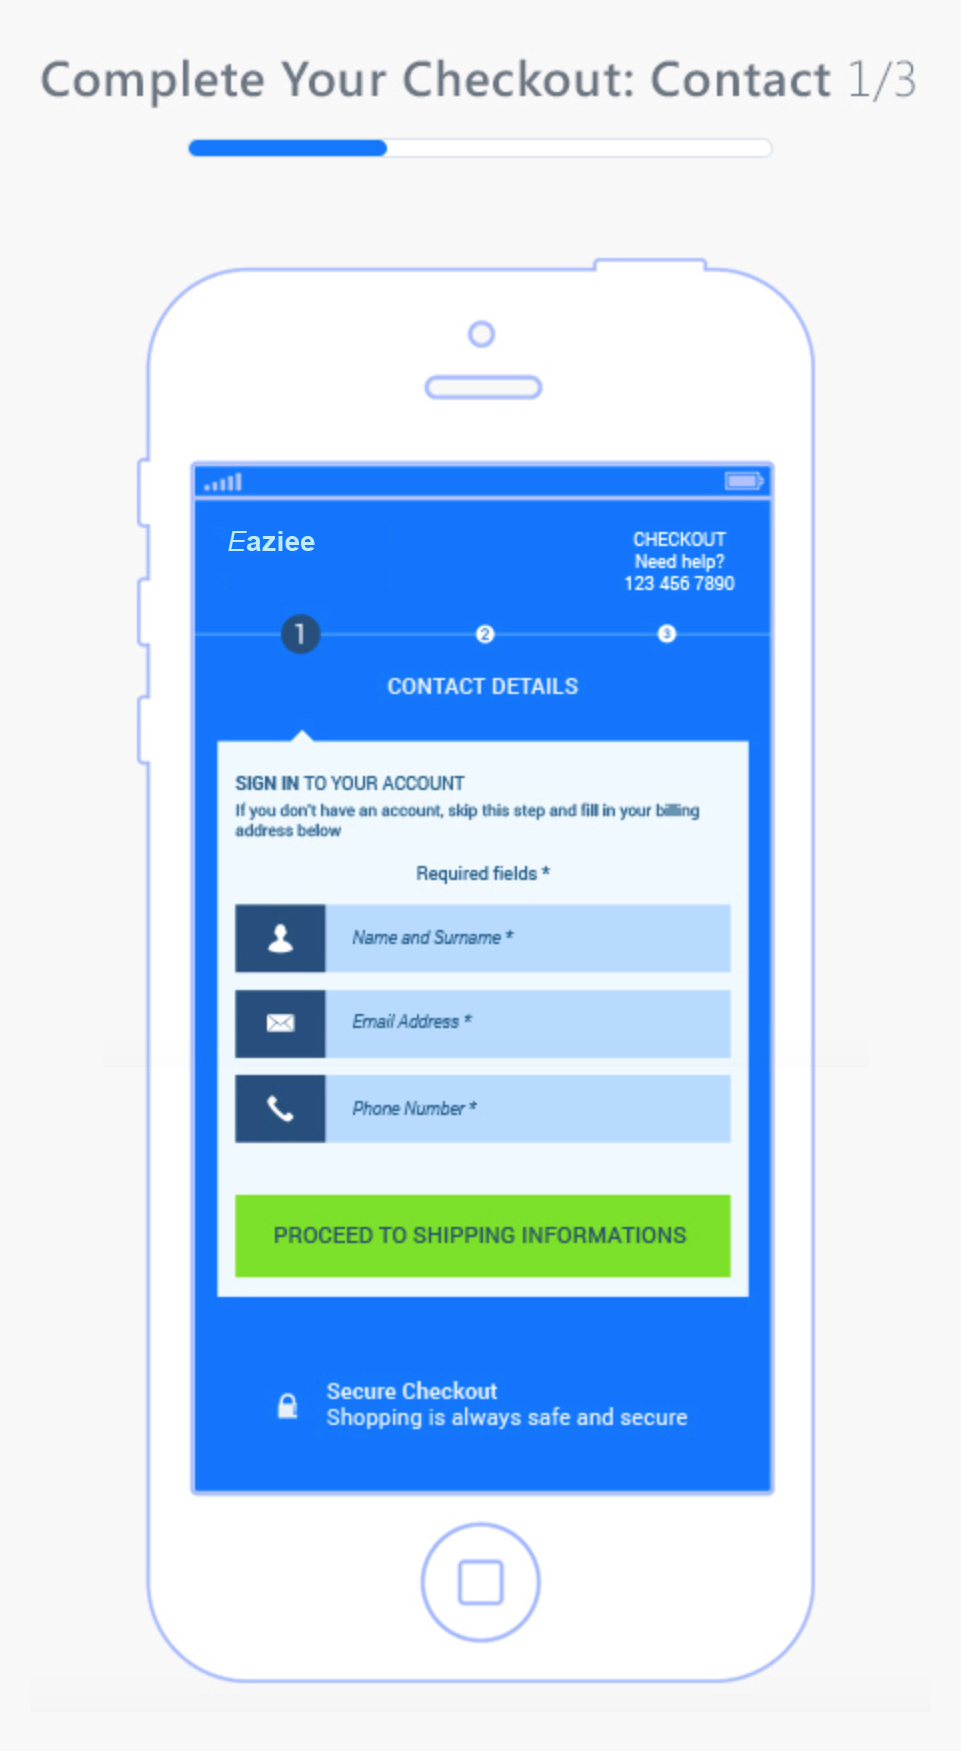 Complete Your Checkout: Contact 1/3
Eaziee
CHECKOUT
Need help?
123 456 7890
1
2
3
CONTACT DETAILS
SIGN IN TO YOUR ACCOUNT
If you don't have an account, skip this step and fill in your billing
address below
Required fields *
Name and Surname *
Email Address *
Phone Number *
PROCEED TO SHIPPING INFORMATIONS
Secure Checkout
Shopping is always safe and secure